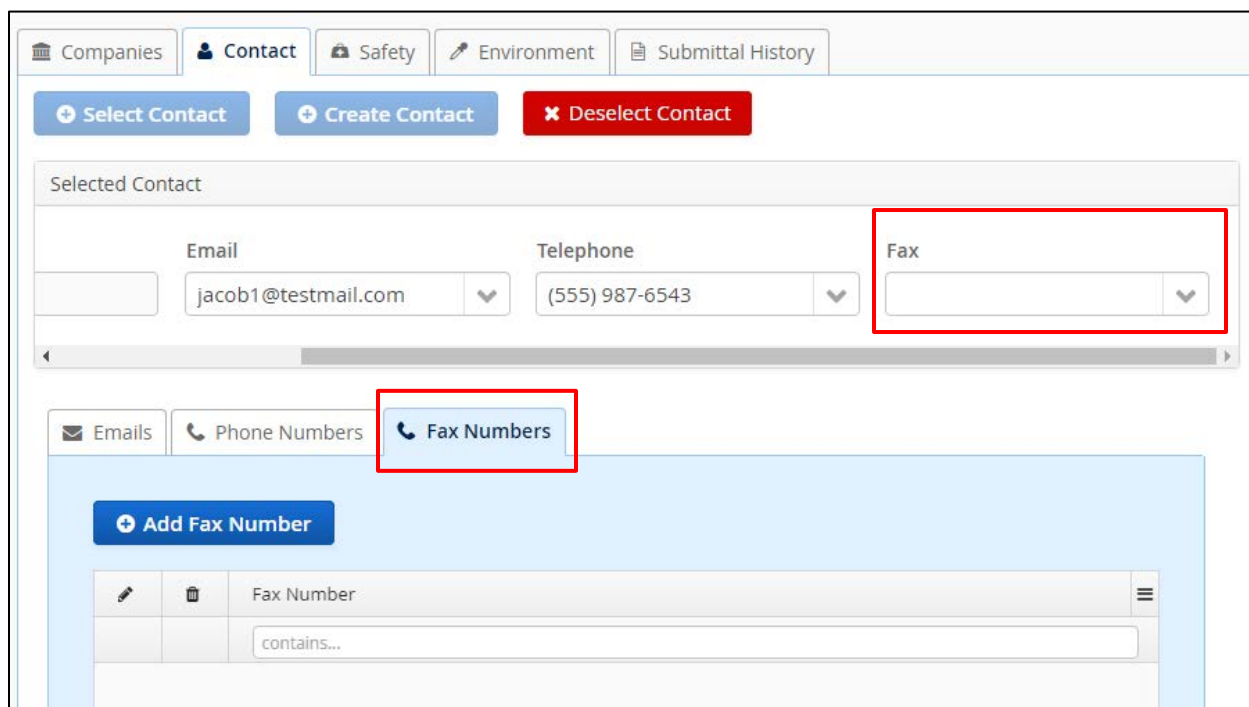 Companies Contact Safety Environment Submittal History
Select Contact Create Contact Deselect Contact
Selected Contact
Email Telephone Fax
jacob1@testmail.com (555) 987-6543
Emails Phone Numbers Fax Numbers
Add Fax Number
Fax Number
contains...